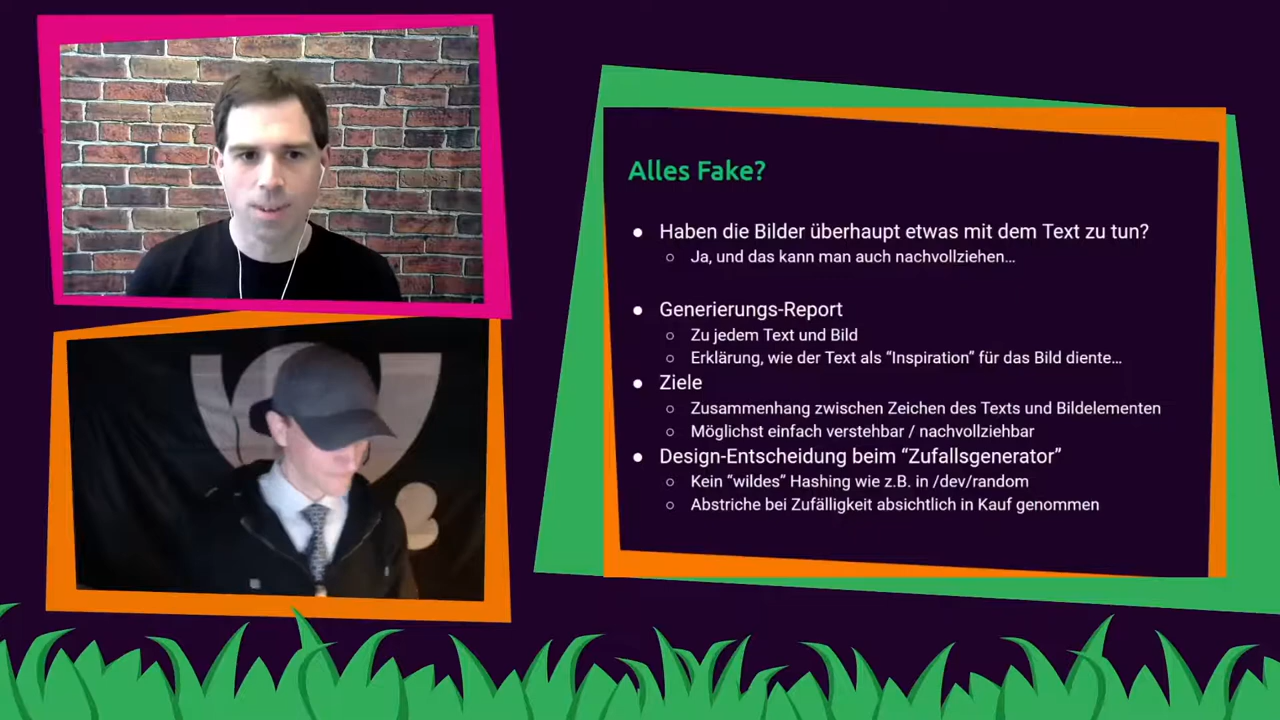 Alles Fake?
● Haben die Bilder überhaupt etwas mit dem Text zu tun?
○ Ja, und das kann man auch nachvollziehen…
● Generierungs-Report
○ Zu jedem Text und Bild
○ Erklärung, wie der Text als “Inspiration” für das Bild diente…
● Ziele
○ Zusammenhang zwischen Zeichen des Texts und Bildelementen
○ Möglichst einfach verstehbar / nachvollziehbar
● Design-Entscheidung beim “Zufallsgenerator”
○ Kein “wildes” Hashing wie z.B. in /dev/random
○ Abstriche bei Zufälligkeit absichtlich in Kauf genommen